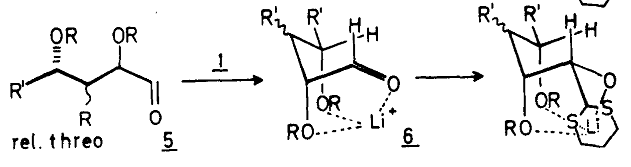 OR OR
R'
O
R
rel. threo 5
1
R' R'
H
H
O
OR
RO
Li+
6
R' R'
H
H
O
S
S
OR
RO
Li